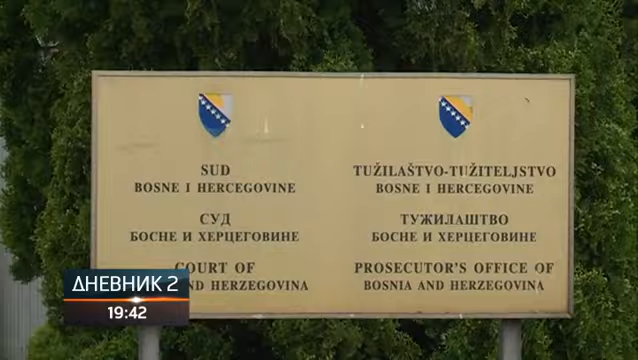 SUD
BOSNE I HERCEGOVINE
СУД
БОСНЕ И ХЕРЦЕГОВИНЕ
COURT OF
AND HERZEGOVINA
TUŽILAŠTVO-TUŽITELJSTVO
BOSNE I HERCEGOVINE
ТУЖИЛАШТВО
БОСНЕ И ХЕРЦЕГОВИНЕ
PROSECUTOR'S OFFICE OF
BOSNIA AND HERZEGOVINA
ДНЕВНИК 2
19:42